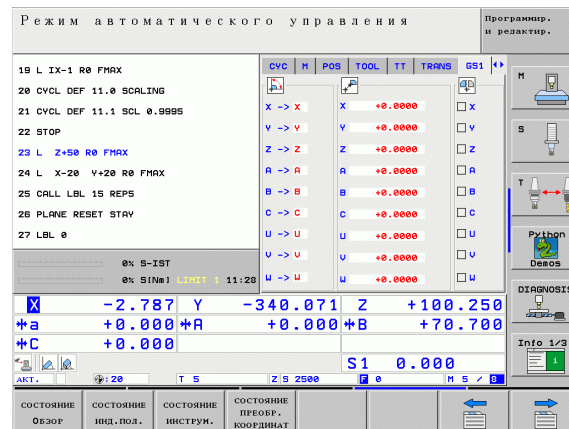 Режим автоматического управления
Программир. и редактир.
19 L IX-1 R0 FMAX
20 CYCL DEF 11.0 SCALING
21 CYCL DEF 11.1 SCL 0.9995
22 STOP
23 L Z+50 R0 FMAX
24 L X-20 Y+20 R0 FMAX
25 CALL LBL 15 REP5
26 PLANE RESET STAY
27 LBL 0
0% S-IST
0% S[Nm] LIMIT 1 11:28
CYC M POS TOOL TT TRANS GS1
X -> X X +0.0000 X
Y -> Y Y +0.0000 Y
Z -> Z Z +0.0000 Z
A -> A A +0.0000 A
B -> B B +0.0000 B
C -> C C +0.0000 C
U -> U U +0.0000 U
V -> V V +0.0000 V
W -> W W +0.0000 W
M
S
T
Python Demos
DIAGNOSIS
Info 1/3
X -2.787 Y -340.071 Z +100.250
a +0.000 A +0.000 B +70.700
C +0.000
S1 0.000
АКТ. : 20 T 5 Z S 2500 F 0 M 5 / 8
СОСТОЯНИЕ ОБЗОР
СОСТОЯНИЕ ИНД.ПОЛ.
СОСТОЯНИЕ ИНСТРУМ.
СОСТОЯНИЕ ПРЕОБР. КООРДИНАТ